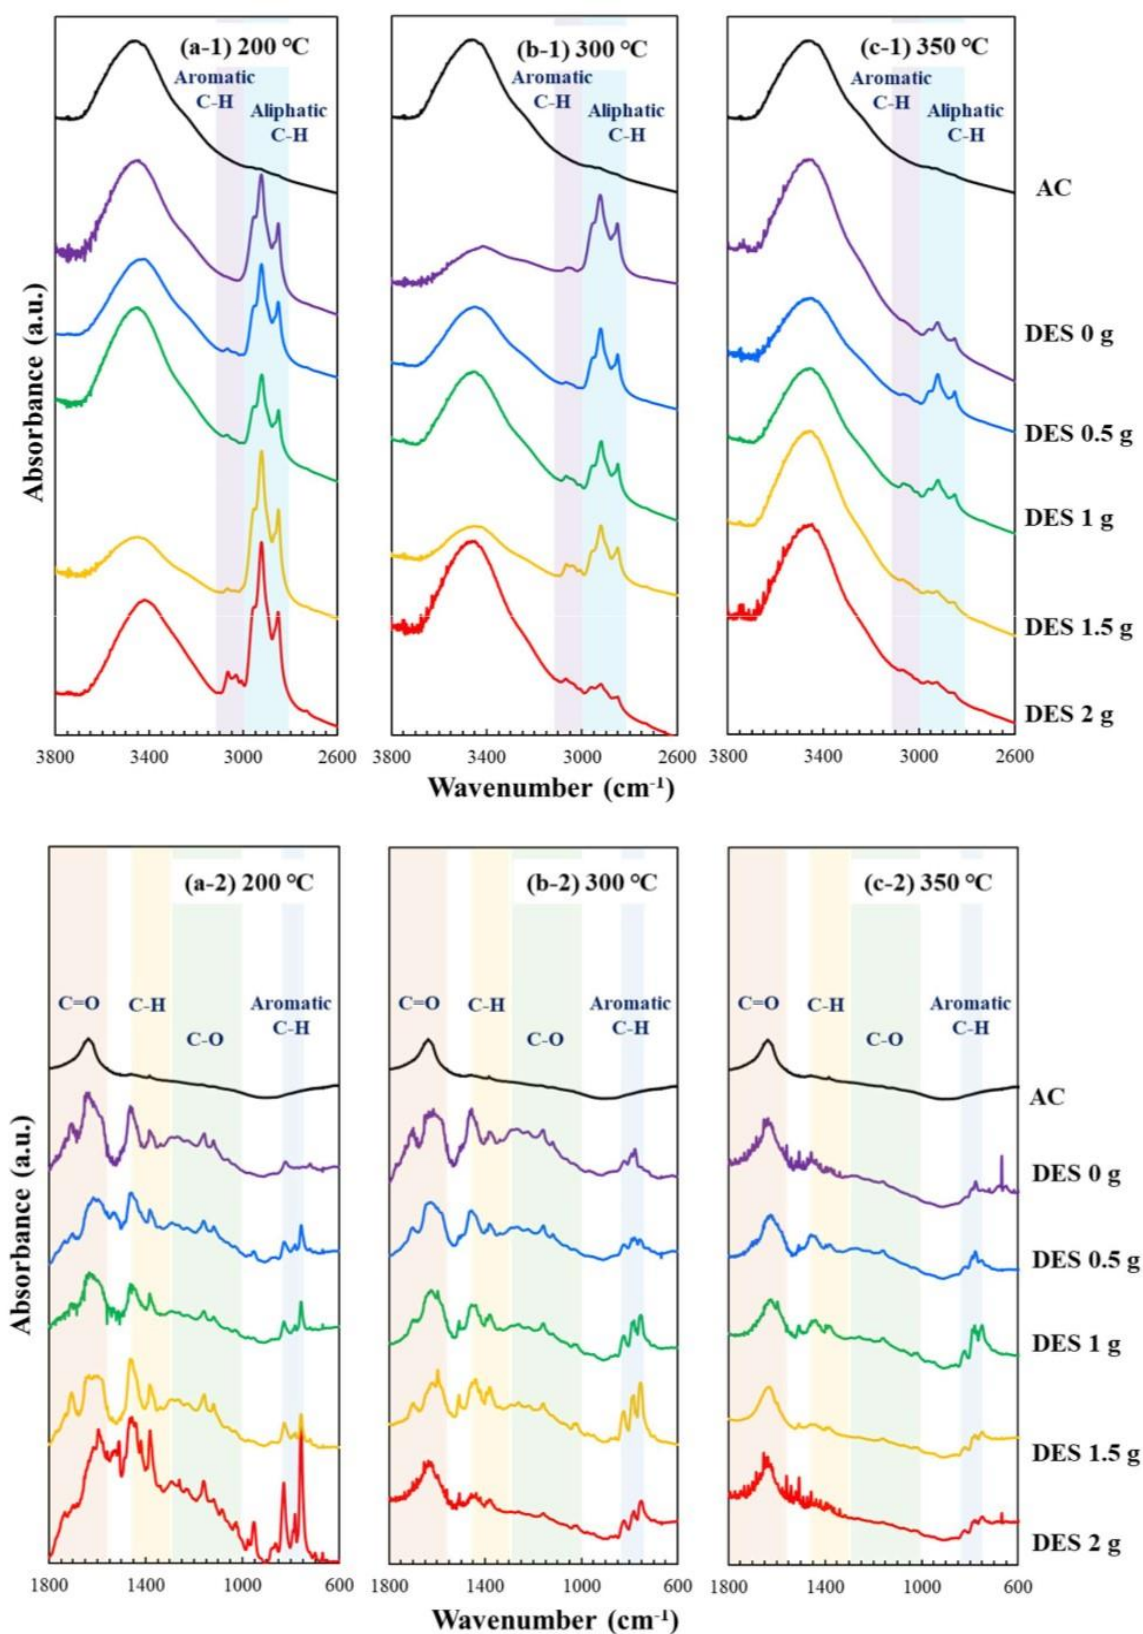 (a-1) 200 °C
(b-1) 300 °C
(c-1) 350 °C
Aromatic
C-H
Aliphatic
C-H
Aromatic
C-H
Aliphatic
C-H
Aromatic
C-H
Aliphatic
C-H
AC
DES 0 g
DES 0.5 g
DES 1 g
DES 1.5 g
DES 2 g
Absorbance (a.u.)
3800 3400 3000 2600
3800 3400 3000 2600
3800 3400 3000 2600
Wavenumber (cm-1)
(a-2) 200 °C
(b-2) 300 °C
(c-2) 350 °C
C=O
C-H
C-O
Aromatic
C-H
C=O
C-H
C-O
Aromatic
C-H
C=O
C-H
C-O
Aromatic
C-H
AC
DES 0 g
DES 0.5 g
DES 1 g
DES 1.5 g
DES 2 g
Absorbance (a.u.)
1800 1400 1000 600
1800 1400 1000 600
1800 1400 1000 600
Wavenumber (cm-1)